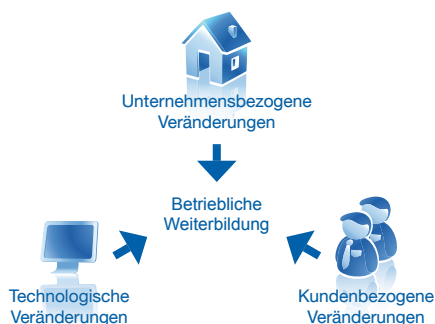 Unternehmensbezogene
Veränderungen
Betriebliche
Weiterbildung
Technologische
Veränderungen
Kundenbezogene
Veränderungen